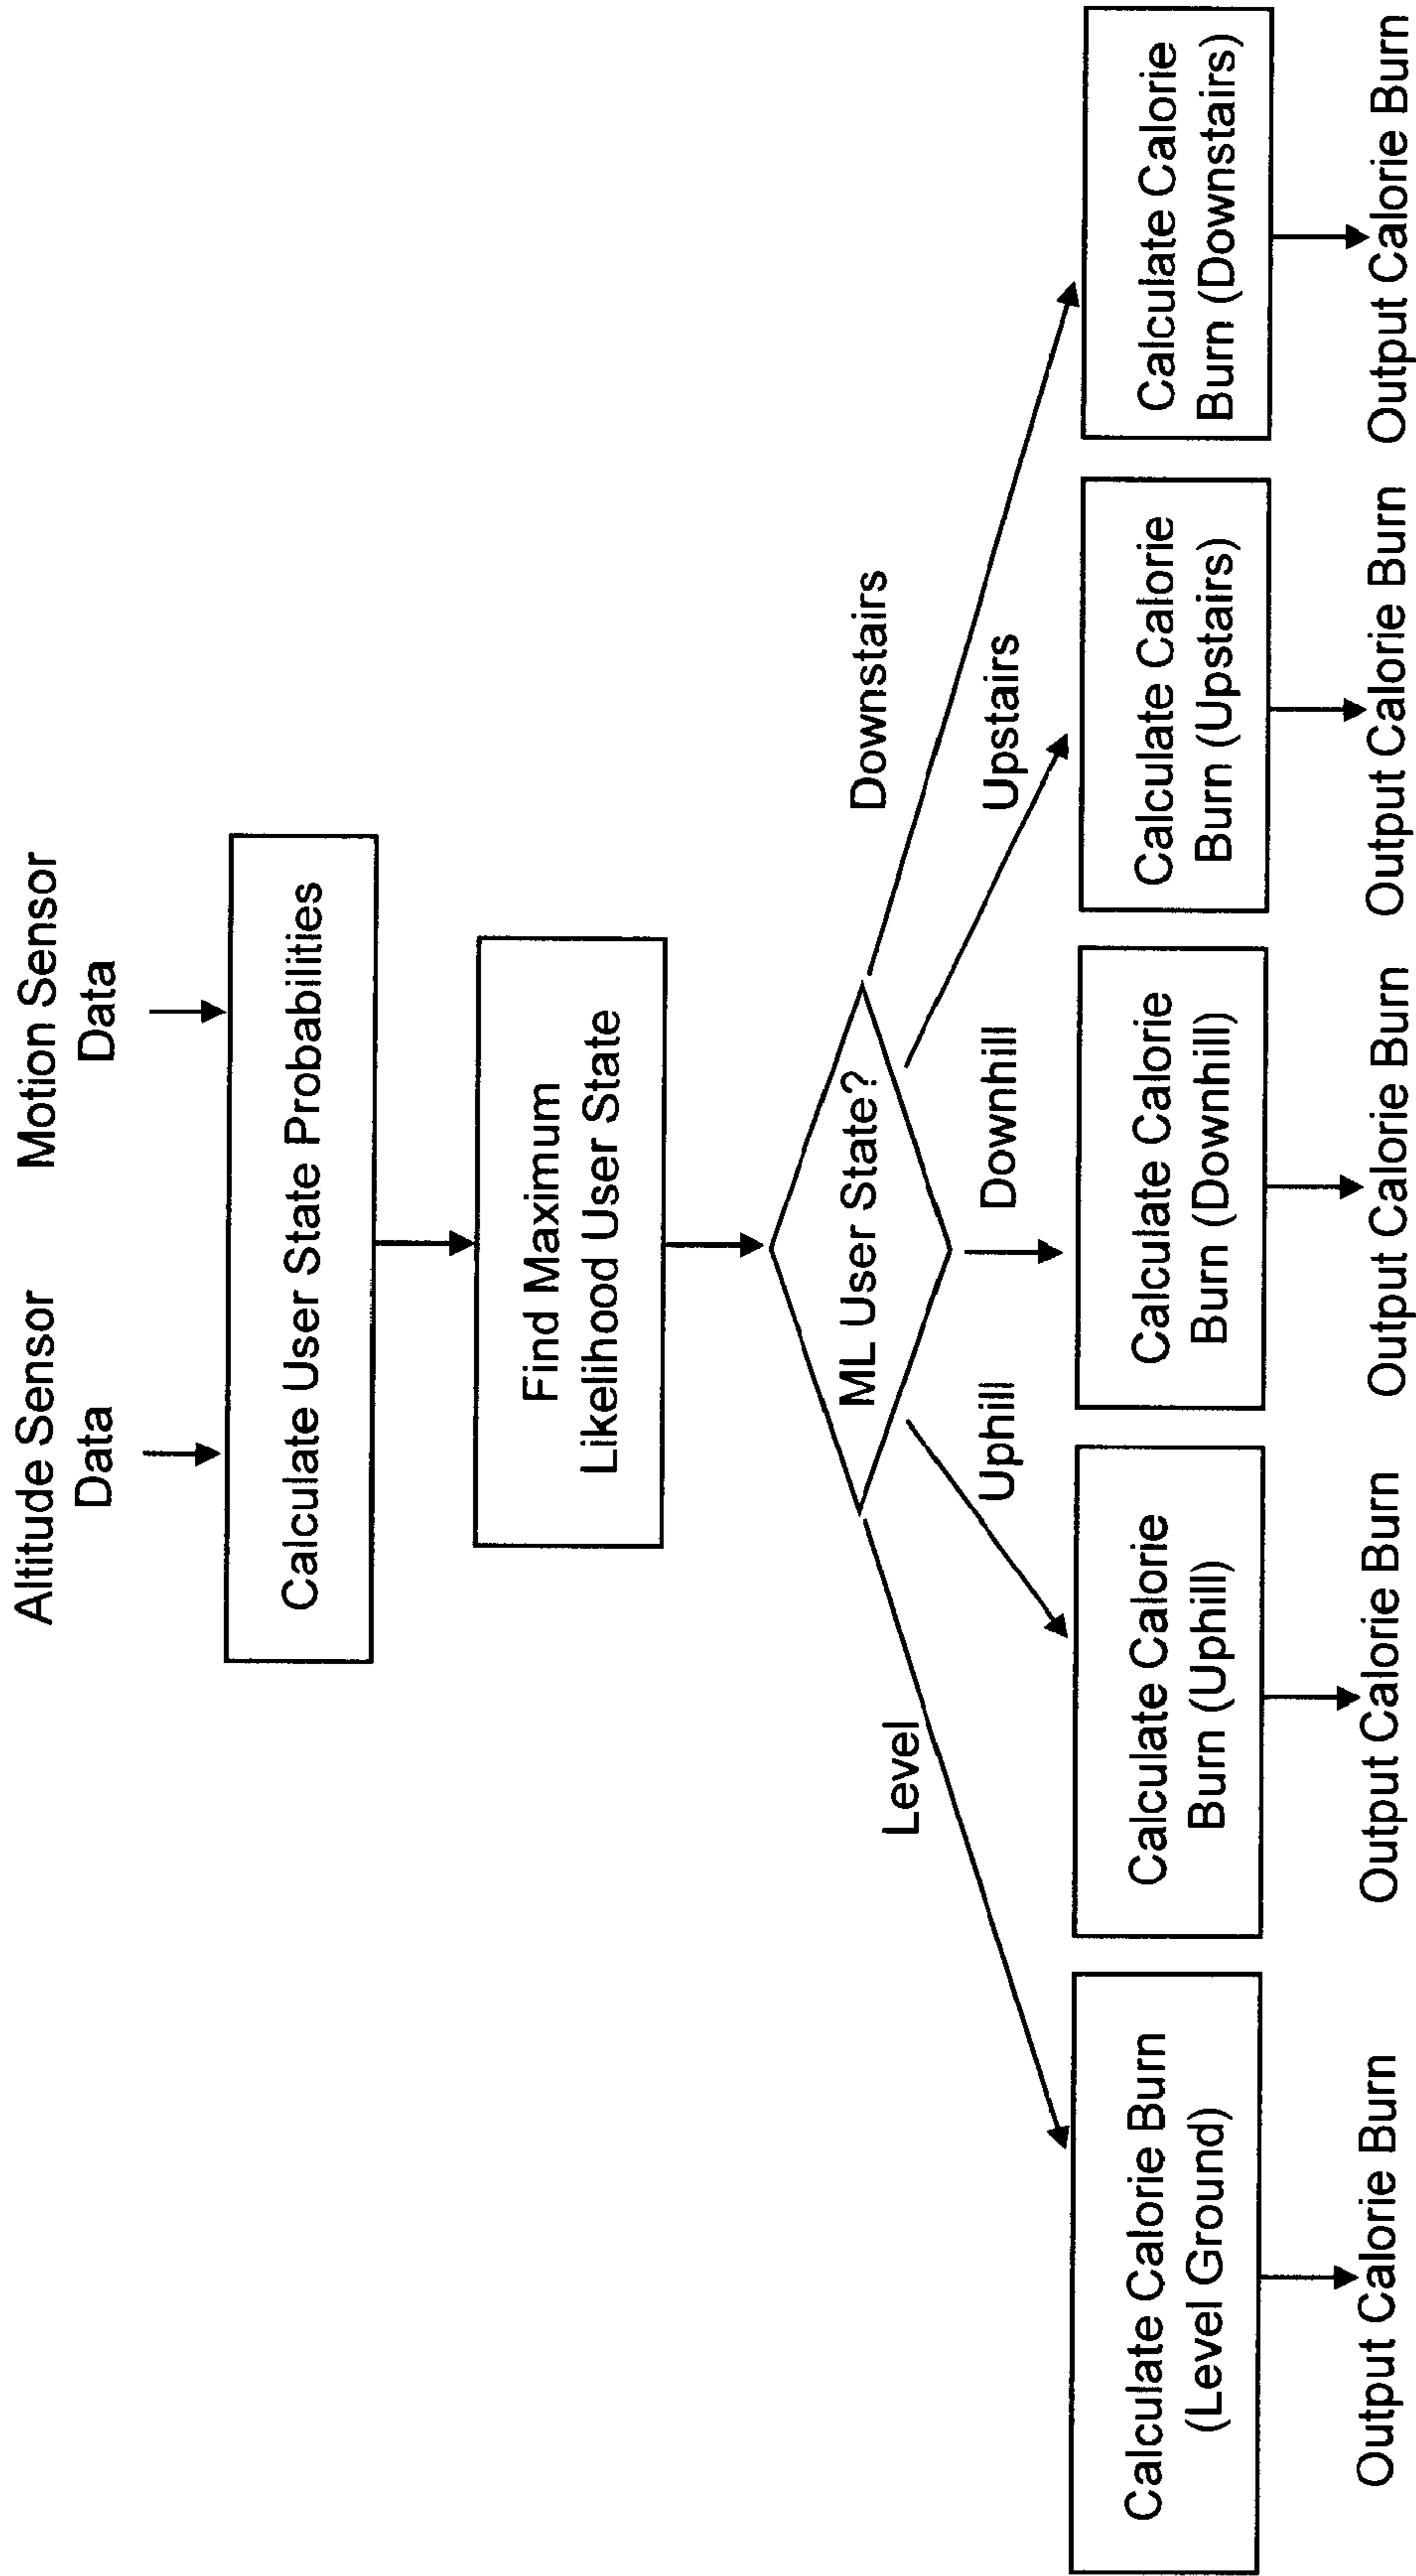 Altitude Sensor
Data
Motion Sensor
Data
Calculate User State Probabilities
Find Maximum
Likelihood User State
ML User State?
Level
Uphill
Downhill
Upstairs
Downstairs
Calculate Calorie Burn
(Level Ground)
Calculate Calorie
Burn (Uphill)
Calculate Calorie
Burn (Downhill)
Calculate Calorie
Burn (Upstairs)
Calculate Calorie
Burn (Downstairs)
Output Calorie Burn
Output Calorie Burn
Output Calorie Burn
Output Calorie Burn
Output Calorie Burn